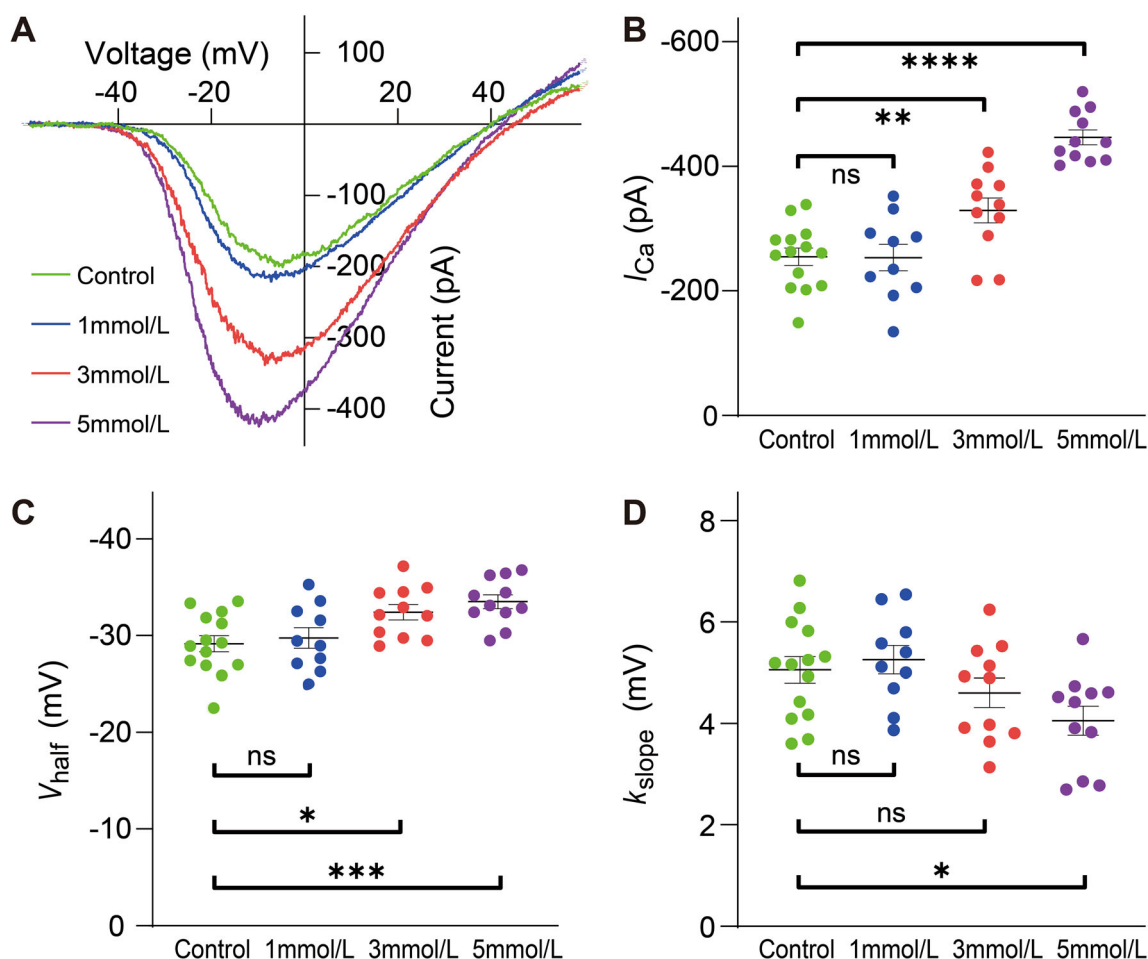 A
Voltage (mV)
100
-40
-20
20
40
-100
-200
-300
-400
Current (pA)
Control
1mmol/L
3mmol/L
5mmol/L
B
-600
-400
-200
0
I Ca (pA)
****
**
ns
Control 1mmol/L 3mmol/L 5mmol/L
C
-40
-30
-20
-10
0
V half (mV)
ns
*
***
Control 1mmol/L 3mmol/L 5mmol/L
D
8
6
4
2
0
k slope (mV)
ns
ns
*
Control 1mmol/L 3mmol/L 5mmol/L